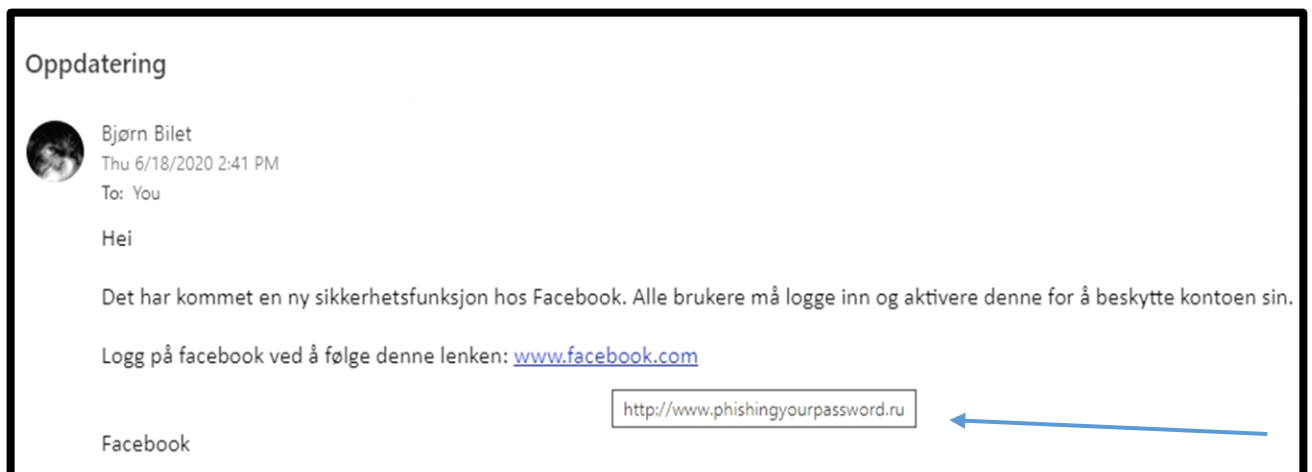 Oppdatering
Bjørn Bilet
Thu 6/18/2020 2:41 PM
To: You
Hei
Det har kommet en ny sikkerhetsfunksjon hos Facebook. Alle brukere må logge inn og aktivere denne for å beskytte kontoen sin.
Logg på facebook ved å følge denne lenken: www.facebook.com
http://www.phishingyourpassword.ru
Facebook